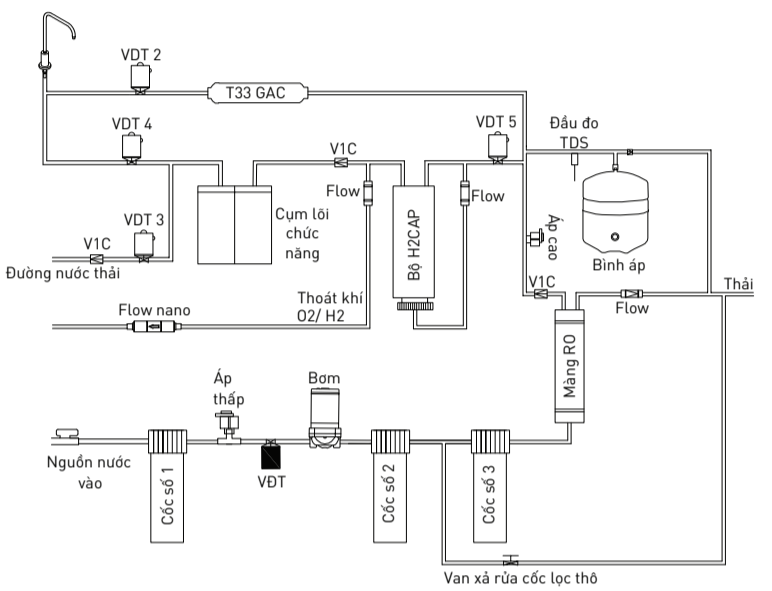 VDT 2
T33 GAC
VDT 4
VDT 5
Đầu đo
TDS
V1C
Flow
Flow
Cụm lõi
chức
năng
Bộ H2CAP
Áp cao
Bình áp
VDT 3
V1C
Đường nước thải
V1C
Thải
Flow
Flow nano
Thoát khí
O2/ H2
Màng RO
Áp
thấp
Bơm
Nguồn nước
vào
Cốc số 1
VĐT
Cốc số 2
Cốc số 3
Van xả rửa cốc lọc thô